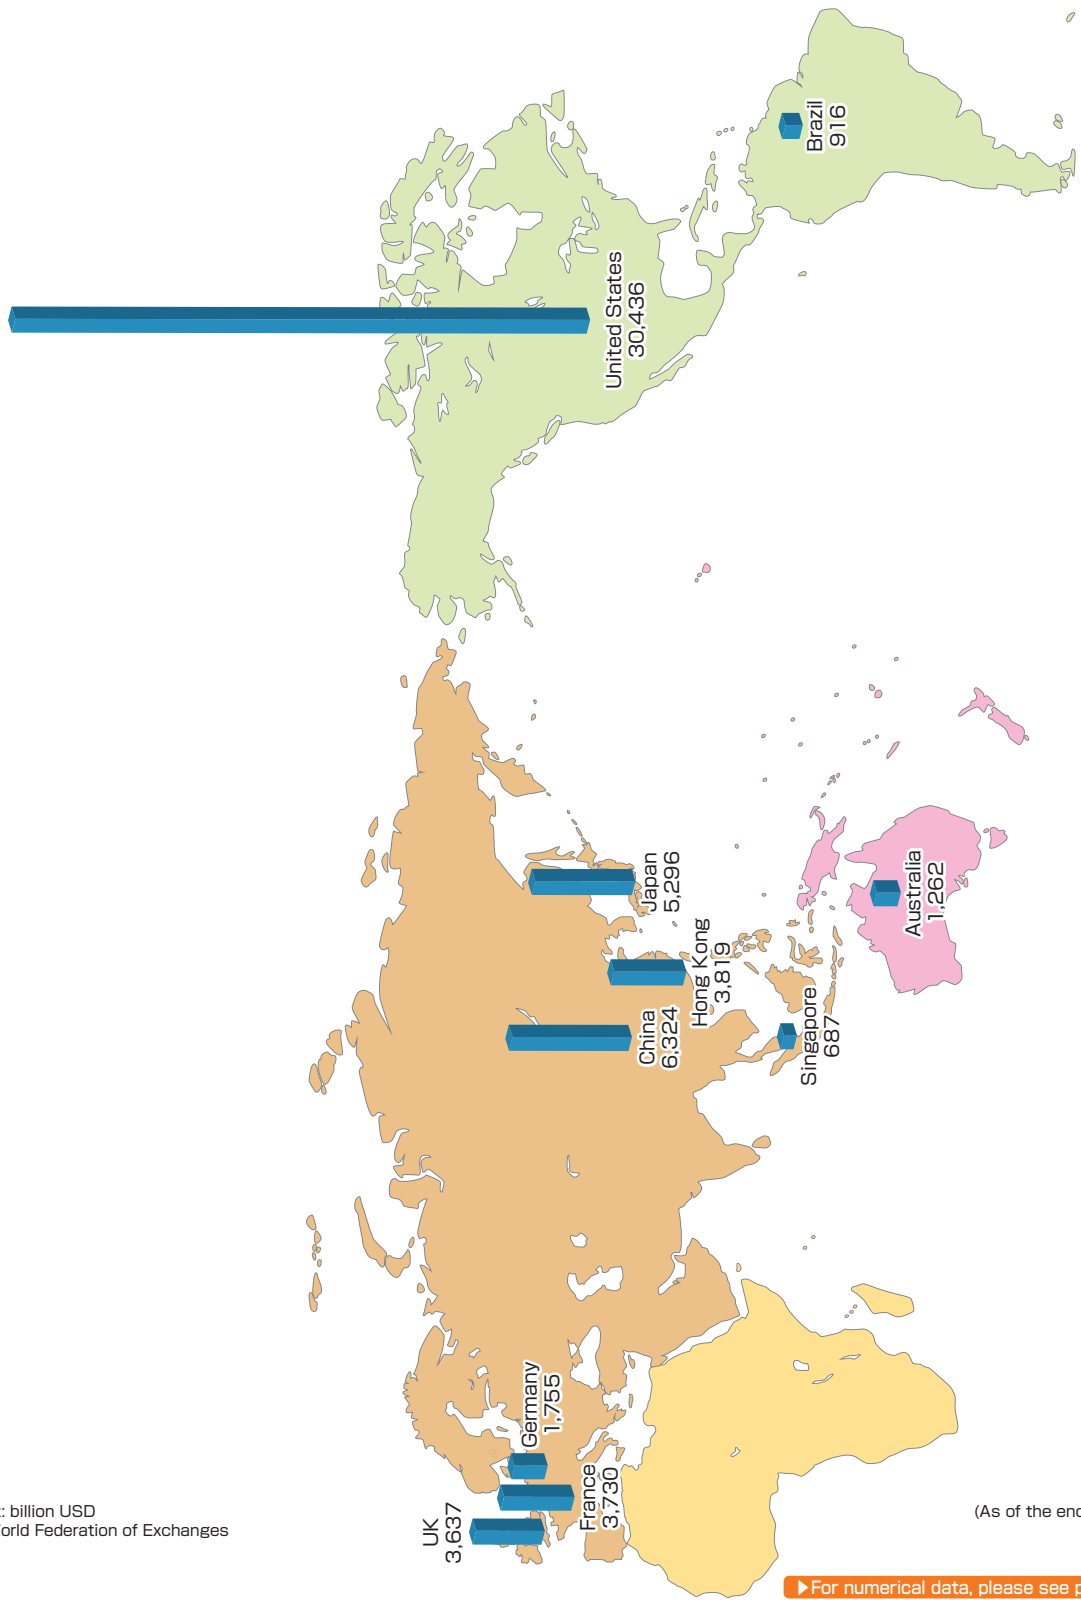 Brazil
916
United States
30,436
Japan
5,296
Hong Kong
3,819
China
6,324
Singapore
687
Australia
1,262
Germany
1,755
France
3,730
UK
3,637
: billion USD
orld Federation of Exchanges
(As of the end
▶For numerical data, please see p